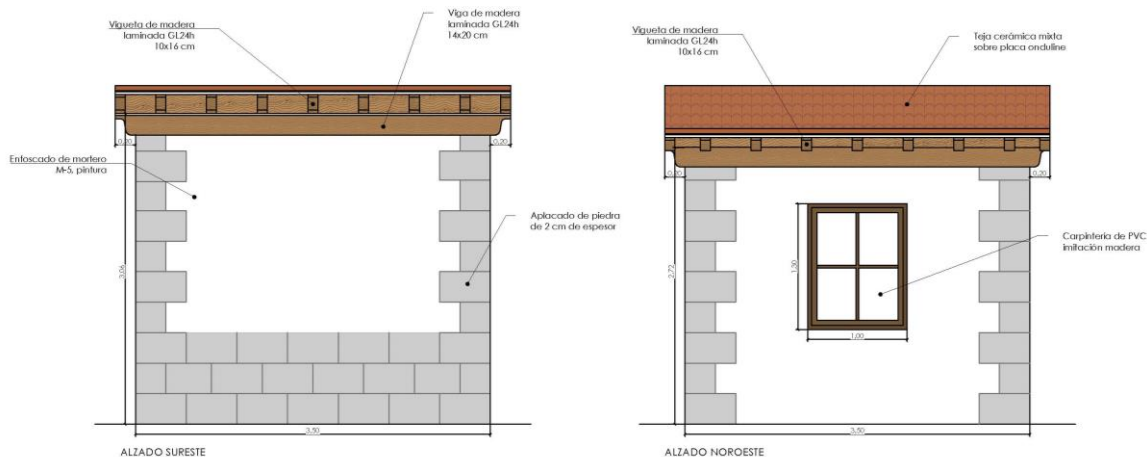 Vigueta de madera
laminada GL24h
10x16 cm
Viga de madera
laminada GL24h
14x20 cm
0,20
0,20
Enfoscado de mortero
M-5, pintura
Aplacado de piedra
de 2 cm de espesor
3,06
3,50
ALZADO SURESTE
Vigueta de madera
laminada GL24h
10x16 cm
Teja cerámica mixta
sobre placa onduline
0,20
0,20
Carpintería de PVC
imitación madera
2,72
1,30
1,00
3,50
ALZADO NOROESTE